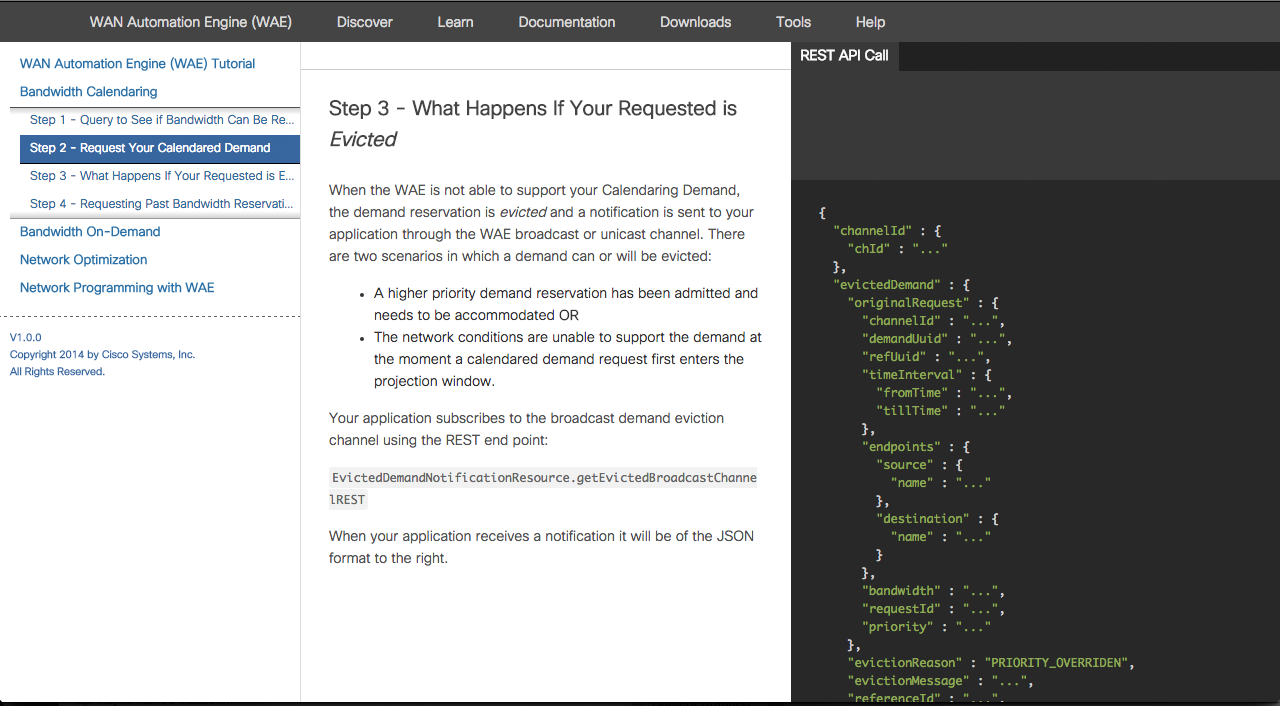 WAN Automation Engine (WAE) Discover Learn Documentation Downloads Tools Help
WAN Automation Engine (WAE) Tutorial
Bandwidth Calendaring
Step 1 - Query to See if Bandwidth Can Be Re...
Step 2 - Request Your Calendared Demand
Step 3 - What Happens If Your Requested is E...
Step 4 - Requesting Past Bandwidth Reservati...
Bandwidth On-Demand
Network Optimization
Network Programming with WAE
V1.0.0
Copyright 2014 by Cisco Systems, Inc.
All Rights Reserved.
Step 3 - What Happens If Your Requested is
Evicted
When the WAE is not able to support your Calendaring Demand,
the demand reservation is evicted and a notification is sent to your
application through the WAE broadcast or unicast channel. There
are two scenarios in which a demand can or will be evicted:
• A higher priority demand reservation has been admitted and
needs to be accommodated OR
• The network conditions are unable to support the demand at
the moment a calendared demand request first enters the
projection window.
Your application subscribes to the broadcast demand eviction
channel using the REST end point:
EvictedDemandNotificationResource.getEvictedBroadcastChanne
lREST
When your application receives a notification it will be of the JSON
format to the right.
REST API Call
{
"channelId" : {
"chId" : "..."
},
"evictedDemand" : {
"originalRequest" : {
"channelId" : "...",
"demandUuid" : "...",
"refUuid" : "...",
"timeInterval" : {
"fromTime" : "...",
"tillTime" : "..."
},
"endpoints" : {
"source" : {
"name" : "..."
},
"destination" : {
"name" : "..."
}
},
"bandwidth" : "...",
"requestId" : "...",
"priority" : "..."
},
"evictionReason" : "PRIORITY_OVERRIDEN",
"evictionMessage" : "...",
"referenceId" : "...",